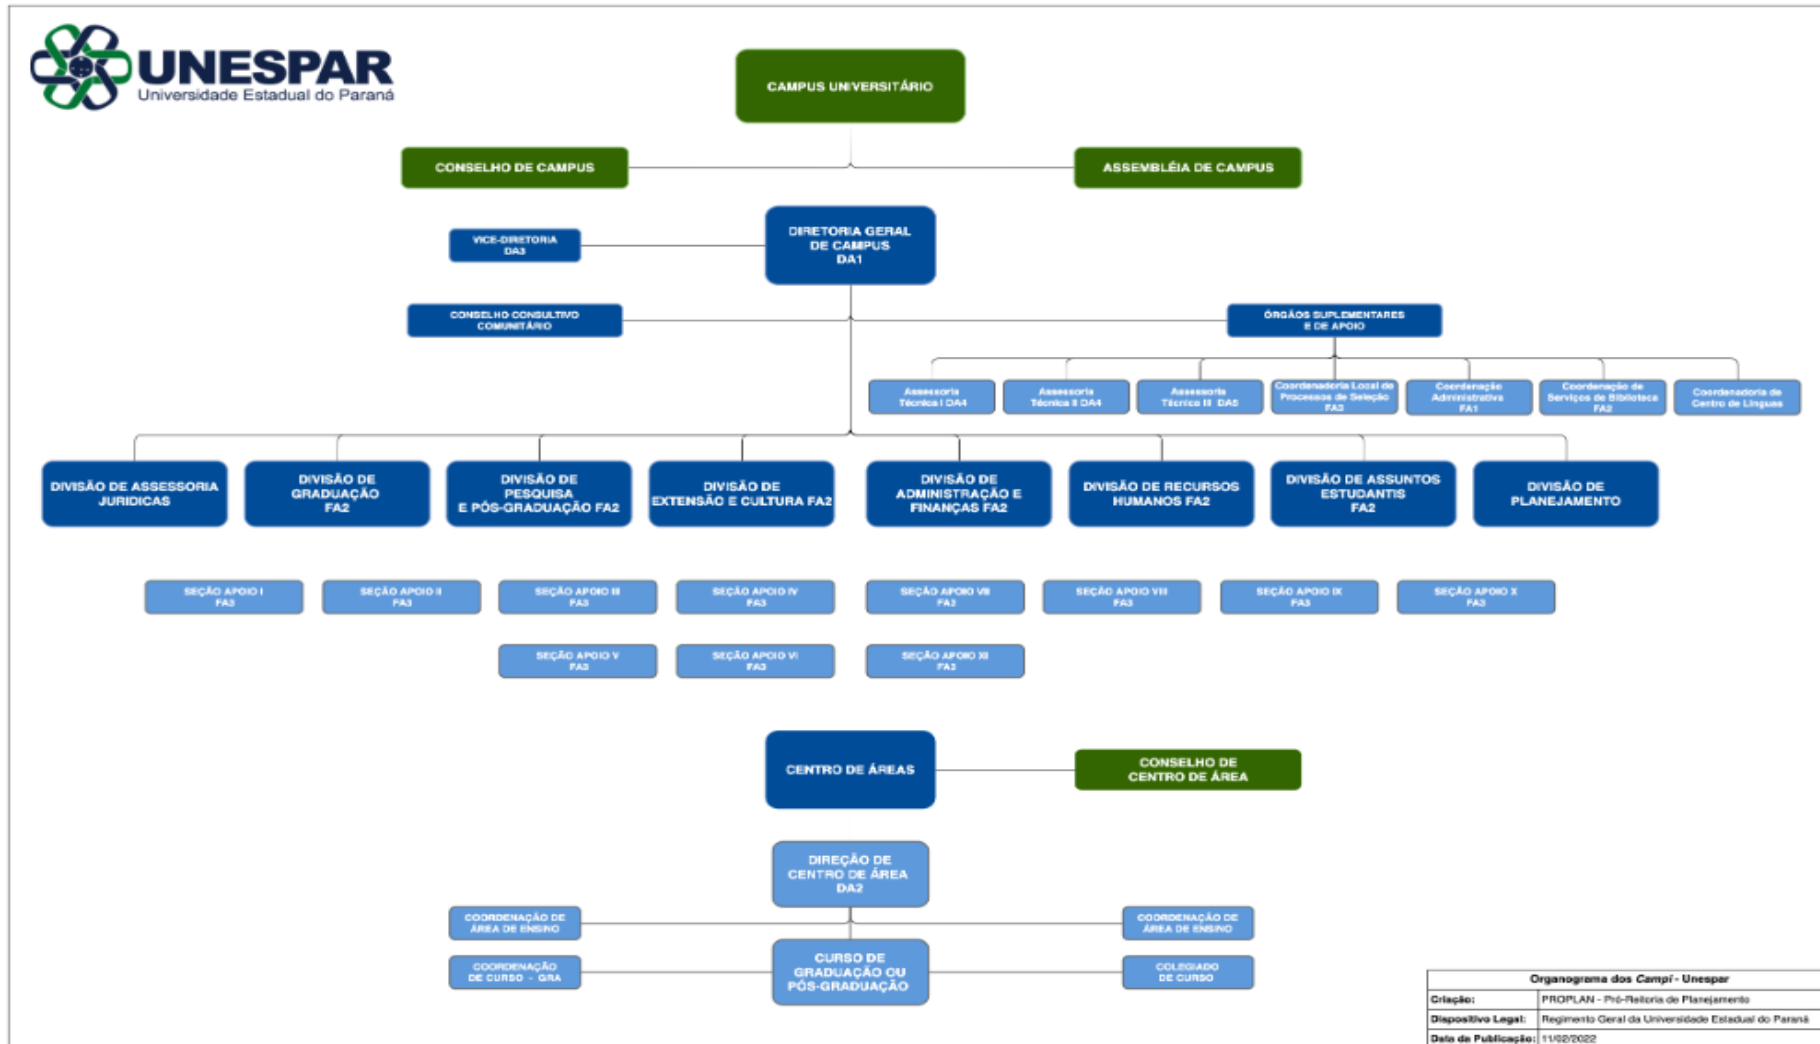 UNESPAR
Universidade Estadual do Paraná
CAMPUS UNIVERSITÁRIO
CONSELHO DE CAMPUS
ASSEMBLÉIA DE CAMPUS
VICE-DIRETORIA
DA3
DIRETORIA GERAL
DE CAMPUS
DA1
CONSELHO CONSULTIVO
COMUNITÁRIO
ÓRGÃOS SUPLEMENTARES
E DE APOIO
Assessoria
Técnica I DA4
Assessoria
Técnica II DA4
Assessoria
Técnica III DA5
Coordenadoria Local de
Processos de Seleção
FA3
Coordenação
Administrativa
FA1
Coordenação de
Serviços de Biblioteca
FA2
Coordenadoria de
Centro de Línguas
DIVISÃO DE ASSESSORIA
JURIDICAS
DIVISÃO DE
GRADUAÇÃO
FA2
DIVISÃO DE
PESQUISA
E PÓS-GRADUAÇÃO FA2
DIVISÃO DE
EXTENSÃO E CULTURA FA2
DIVISÃO DE
ADMINISTRAÇÃO E
FINANÇAS FA2
DIVISÃO DE RECURSOS
HUMANOS FA2
DIVISÃO DE ASSUNTOS
ESTUDANTIS
FA2
DIVISÃO DE
PLANEJAMENTO
SEÇÃO APOIO I
FA3
SEÇÃO APOIO II
FA3
SEÇÃO APOIO III
FA3
SEÇÃO APOIO IV
FA3
SEÇÃO APOIO VII
FA3
SEÇÃO APOIO VIII
FA3
SEÇÃO APOIO IX
FA3
SEÇÃO APOIO X
FA3
SEÇÃO APOIO V
FA3
SEÇÃO APOIO VI
FA3
SEÇÃO APOIO XI
FA3
CENTRO DE ÁREAS
CONSELHO DE
CENTRO DE ÁREA
DIREÇÃO DE
CENTRO DE ÁREA
DA2
COORDENAÇÃO DE
ÁREA DE ENSINO
COORDENAÇÃO DE
ÁREA DE ENSINO
COORDENAÇÃO
DE CURSO - GRA
CURSO DE
GRADUAÇÃO OU
PÓS-GRADUAÇÃO
COLEGIADO
DE CURSO
Organograma dos Campi - Unespar
Criação: PROPLAN - Pró-Reitoria de Planejamento
Dispositivo Legal: Regimento Geral da Universidade Estadual do Paraná
Data da Publicação: 11/02/2022